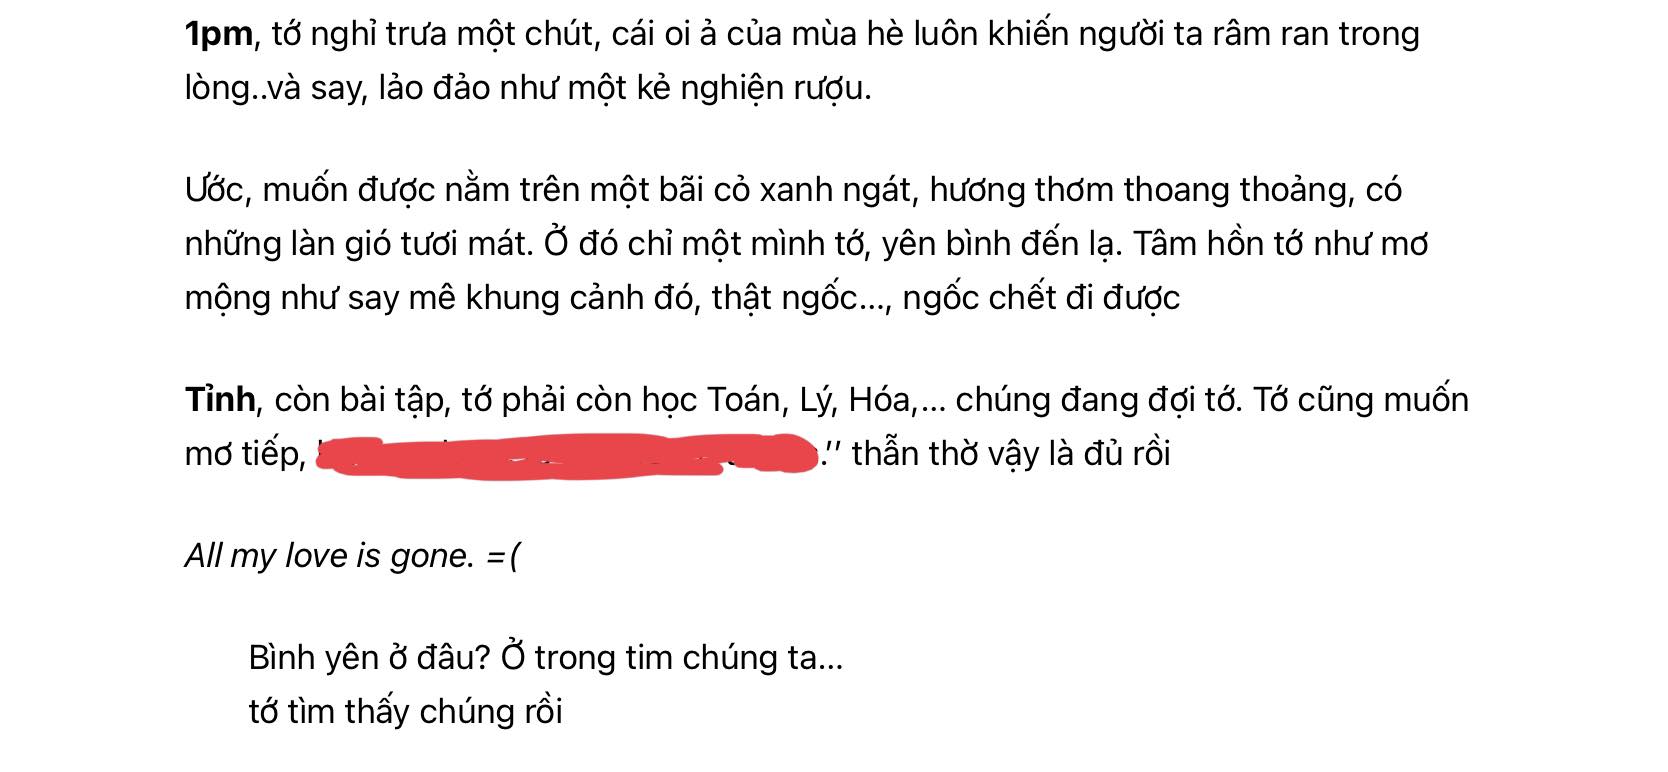 1pm, tớ nghỉ trưa một chút, cái oi ả của mùa hè luôn khiến người ta râm ran trong
lòng..và say, lảo đảo như một kẻ nghiện rượu.
Ước, muốn được nằm trên một bãi cỏ xanh ngát, hương thơm thoang thoảng, có
những làn gió tươi mát. Ở đó chỉ một mình tớ, yên bình đến lạ. Tâm hồn tớ như mơ
mộng như say mê khung cảnh đó, thật ngốc..., ngốc chết đi được
Tỉnh, còn bài tập, tớ phải còn học Toán, Lý, Hóa,... chúng đang đợi tớ. Tớ cũng muốn
mơ tiếp, .'' thẫn thờ vậy là đủ rồi
All my love is gone. =(
Bình yên ở đâu? Ở trong tim chúng ta...
tớ tìm thấy chúng rồi